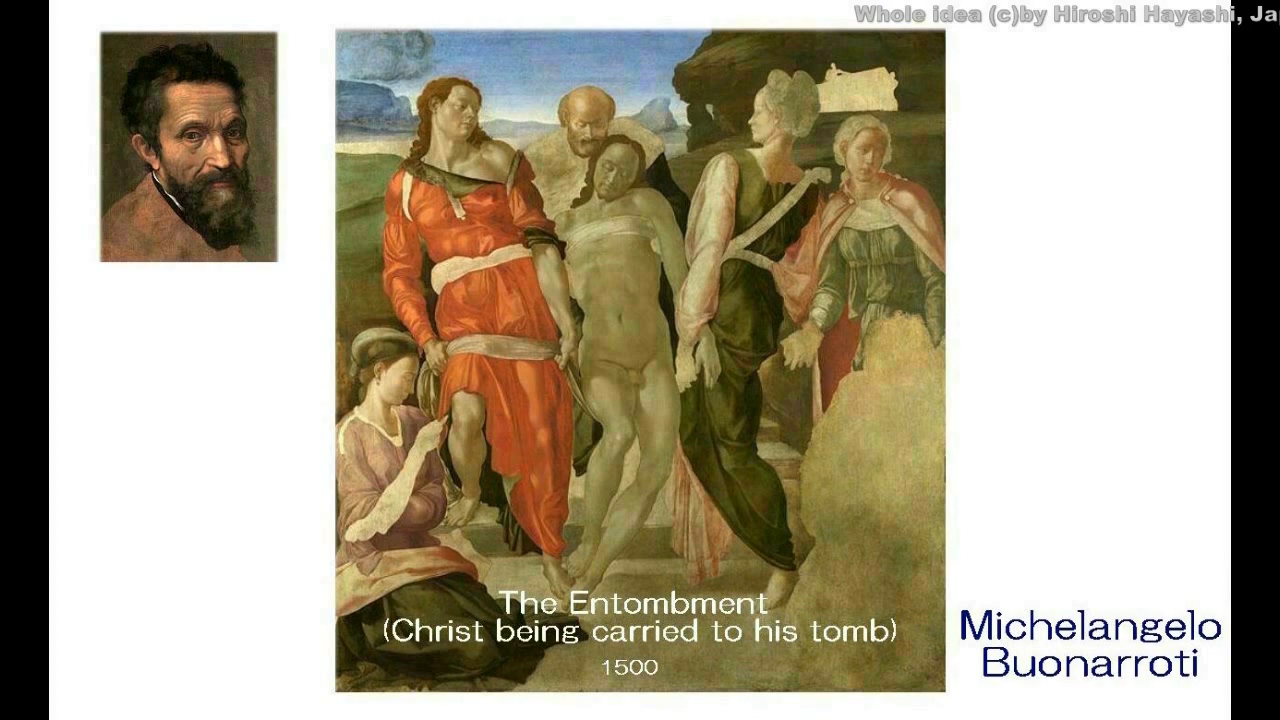 Whole idea (c)by Hiroshi Hayashi, Ja
The Entombment
(Christ being carried to his tomb)
1500
Michelangelo
Buonarroti